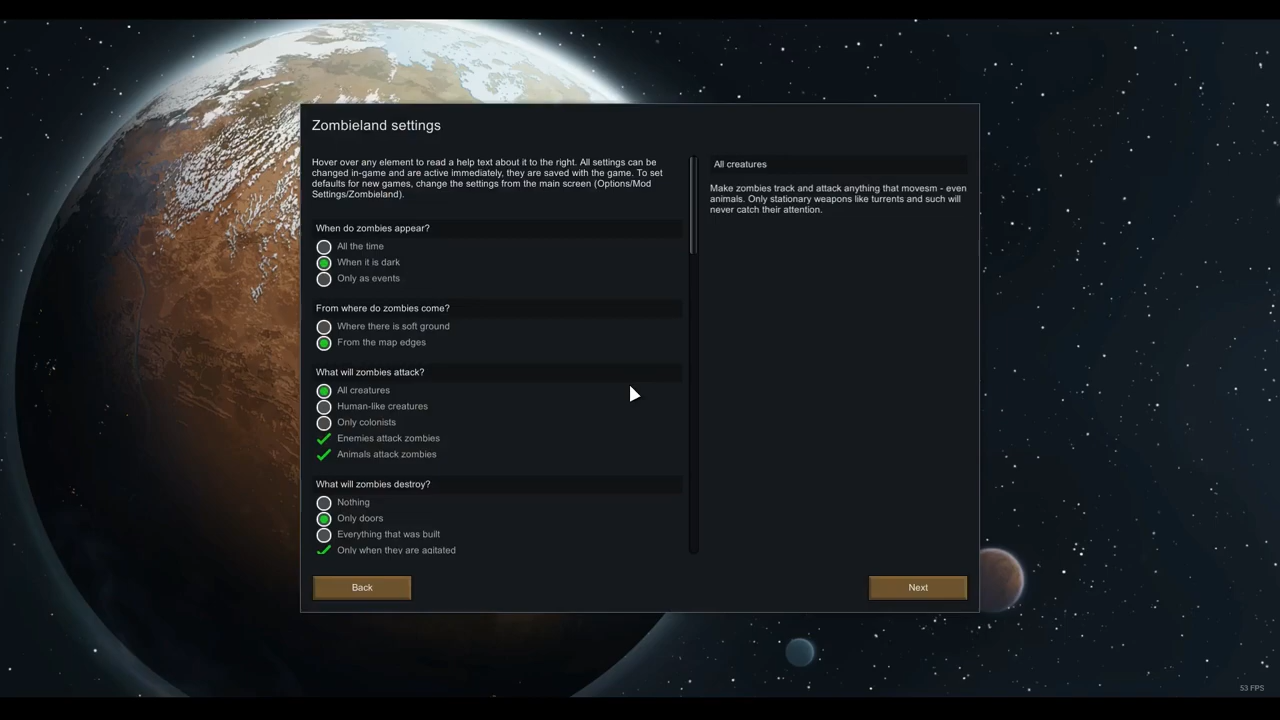 Zombieland settings
Hover over any element to read a help text about it to the right. All settings can be
changed in-game and are active immediately, they are saved with the game. To set
defaults for new games, change the settings from the main screen (Options/Mod
Settings/Zombieland).
When do zombies appear?
All the time
When it is dark
Only as events
From where do zombies come?
Where there is soft ground
From the map edges
What will zombies attack?
All creatures
Human-like creatures
Only colonists
Enemies attack zombies
Animals attack zombies
What will zombies destroy?
Nothing
Only doors
Everything that was built
Only when they are agitated
All creatures
Make zombies track and attack anything that movesm - even
animals. Only stationary weapons like turrents and such will
never catch their attention.
Back
Next
53 FPS